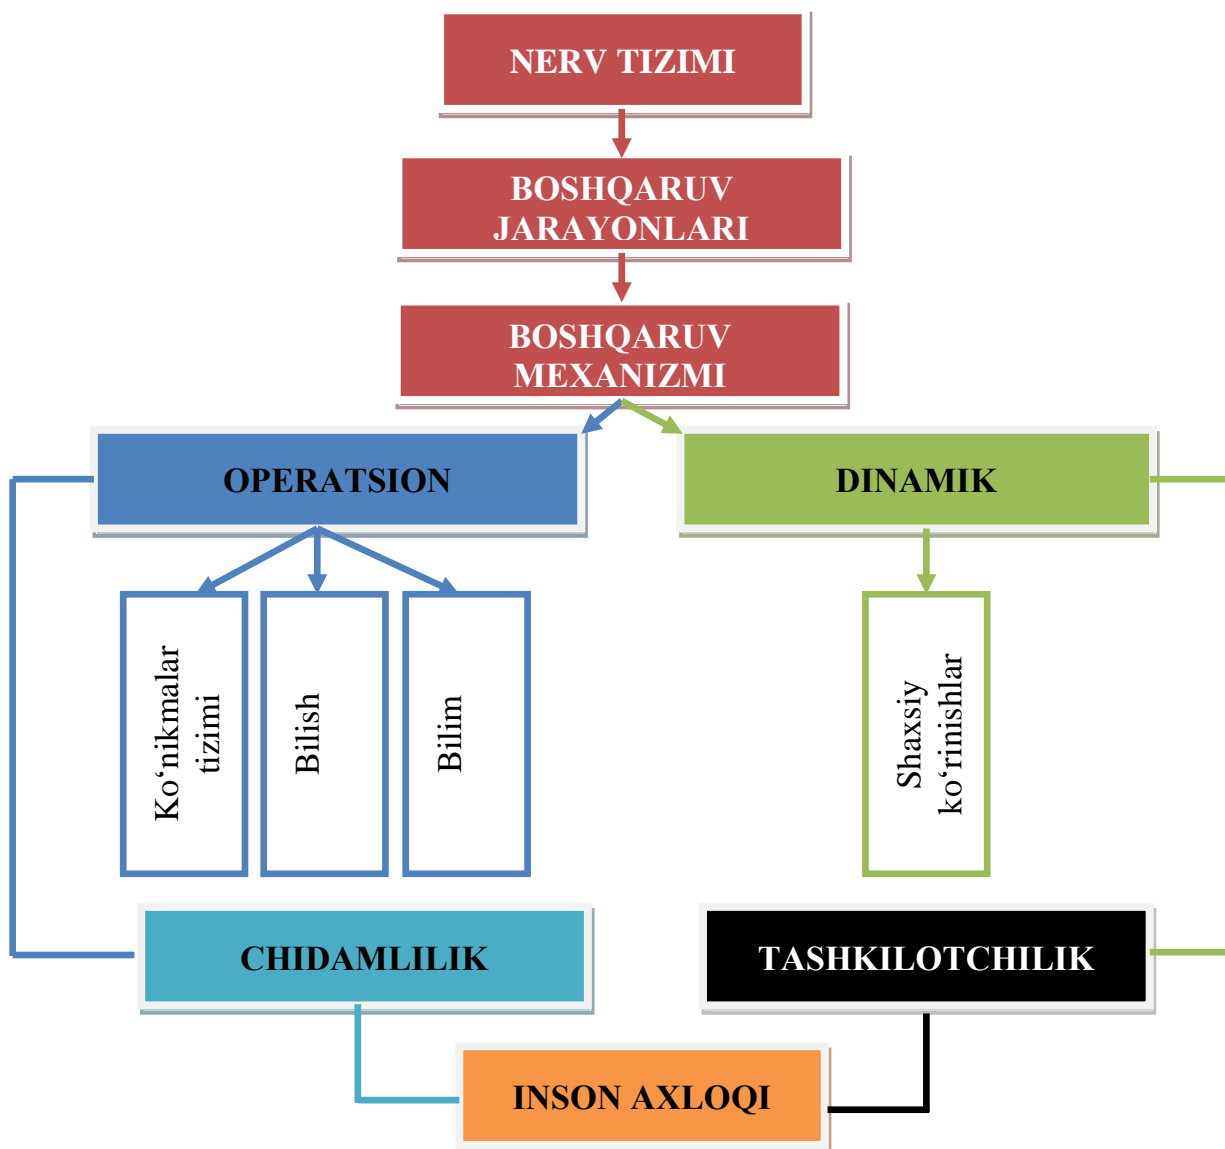 NERV TIZIMI
BOSHQARUV
JARAYONLARI
BOSHQARUV
MEXANIZMI
OPERATSION
DINAMIK
Ko‘nikmalar
tizimi
Bilish
Bilim
Shaxsiy
ko‘rinishlar
CHIDAMLILIK
TASHKILOTCHILIK
INSON AXLOQI